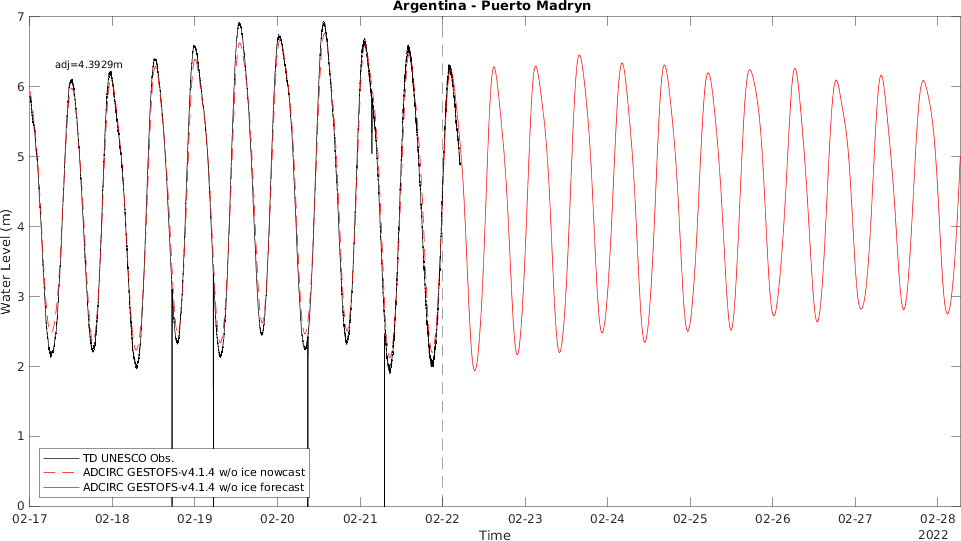 Argentina - Puerto Madryn
7
adj=4.3929m
6
5
4
3
2
1
0
Water Level (m)
TD UNESCO Obs.
ADCIRC GESTOFS-v4.1.4 w/o ice nowcast
ADCIRC GESTOFS-v4.1.4 w/o ice forecast
02-17 02-18 02-19 02-20 02-21 02-22 02-23 02-24 02-25 02-26 02-27 02-28
Time 2022